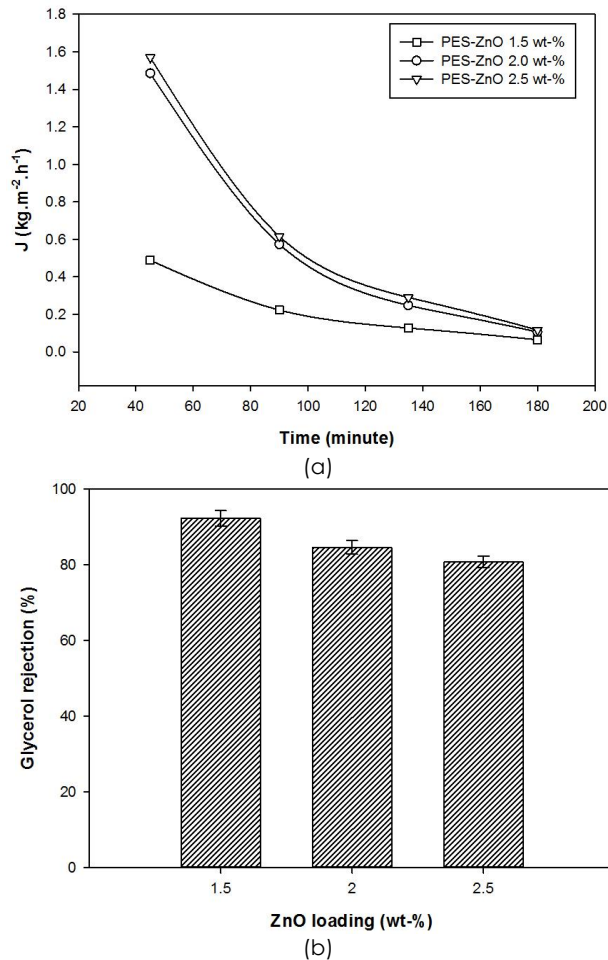 1.8
1.6
1.4
1.2
1.0
0.8
0.6
0.4
0.2
0.0
J (kg.m⁻².h⁻¹)
PES-ZnO 1.5 wt-%
PES-ZnO 2.0 wt-%
PES-ZnO 2.5 wt-%
20 40 60 80 100 120 140 160 180 200
Time (minute)
(a)
100
80
60
40
20
0
Glycerol rejection (%)
1.5 2 2.5
ZnO loading (wt-%)
(b)